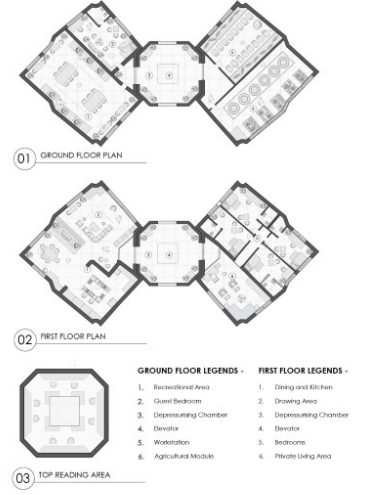 01 GROUND FLOOR PLAN
02 FIRST FLOOR PLAN
GROUND FLOOR LEGENDS -
1. Recreational Area
2. Guest Bedroom
3. Depressurising Chamber
4. Elevator
5. Workstation
6. Agricultural Module
FIRST FLOOR LEGENDS -
1. Dining and Kitchen
2. Drawing Area
3. Depressurising Chamber
4. Elevator
5. Bedrooms
6. Private Living Area
03 TOP READING AREA